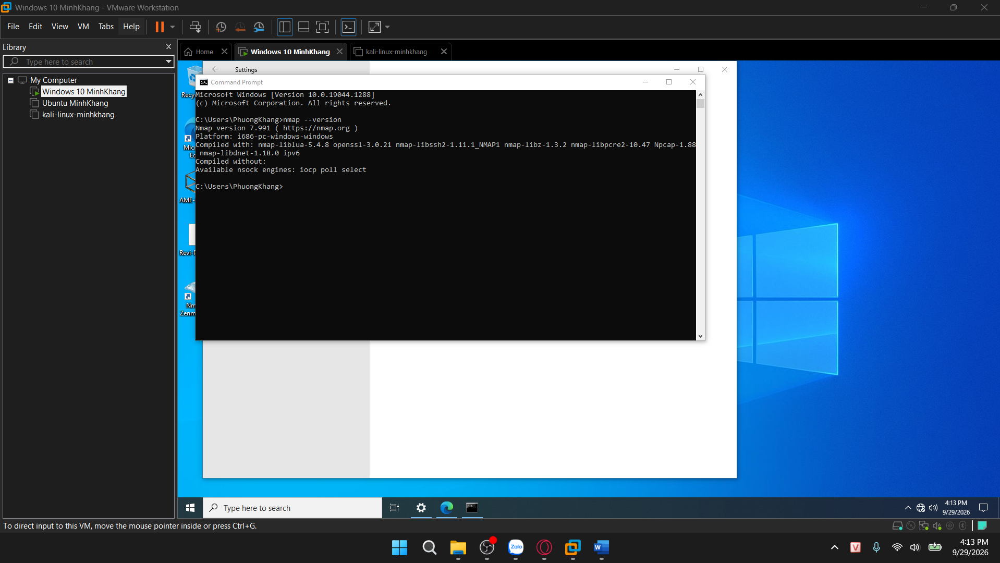 Windows 10 MinhKhang - VMware Workstation
File Edit View VM Tabs Help
Library
Type here to search
My Computer
Windows 10 MinhKhang
Ubuntu MinhKhang
kali-linux-minhkhang
Home
Windows 10 MinhKhang
kali-linux-minhkhang
Settings
Command Prompt
Microsoft Windows [Version 10.0.19044.1288]
(c) Microsoft Corporation. All rights reserved.
C:\Users\PhuongKhang>nmap --version
Nmap version 7.991 ( https://nmap.org )
Platform: i686-pc-windows-windows
Compiled with: nmap-liblua-5.4.8 openssl-3.0.21 nmap-libssh2-1.11.1_NMAP1 nmap-libz-1.3.2 nmap-libpcre2-10.47 Npcap-1.88
nmap-libdnet-1.18.0 ipv6
Compiled without:
Available nsock engines: iocp poll select
C:\Users\PhuongKhang>
Recy
Mic
Ed
AME-
Revi-P
Nm
Zenm
Type here to search
4:13 PM
9/29/2026
To direct input to this VM, move the mouse pointer inside or press Ctrl+G.
Zalo
W
V
4:13 PM
9/29/2026